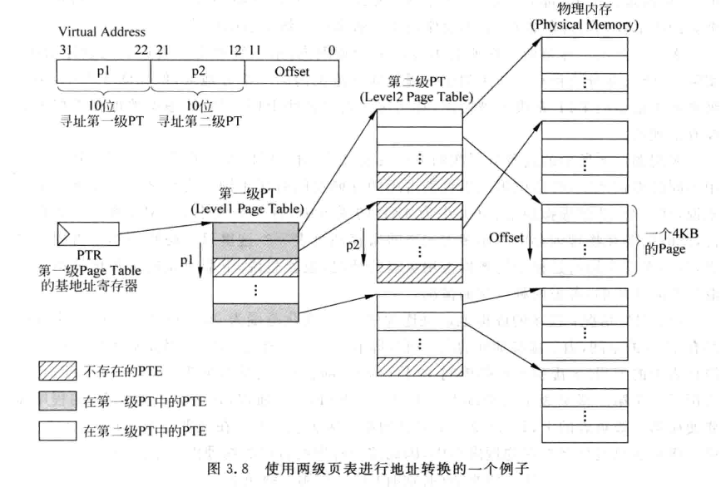 物理内存
(Physical Memory)
Virtual Address
31 22 21 12 11 0
p1 p2 Offset
10位 10位
寻址第一级PT 寻址第二级PT
第二级PT
(Level2 Page Table)
第一级PT
(Level1 Page Table)
PTR
第一级Page Table
的基地址寄存器
p1
p2
Offset
一个4KB
的Page
不存在的PTE
在第一级PT中的PTE
在第二级PT中的PTE
图 3.8 使用两级页表进行地址转换的一个例子